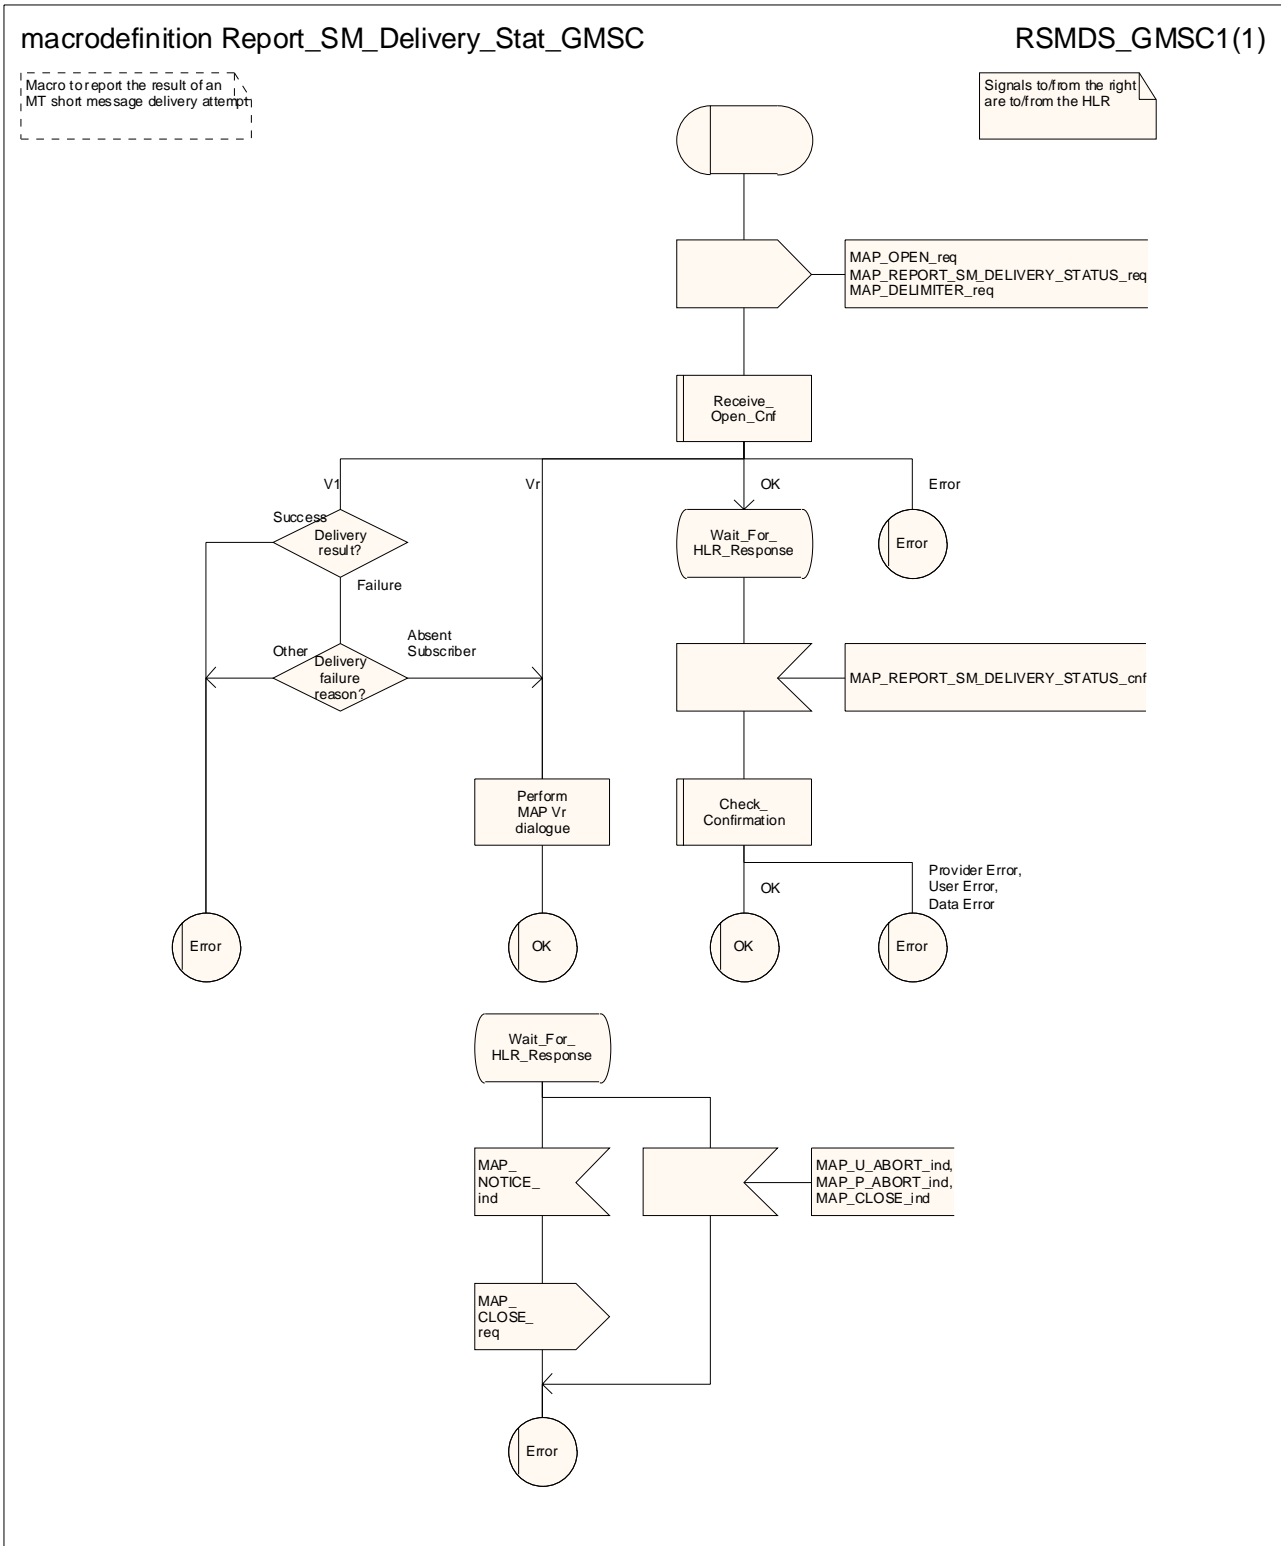 macrodefinition Report_SM_Delivery_Stat_GMSC
RSMDS_GMSC1(1)
Macro to report the result of an
MT short message delivery attempt
Signals to/from the right
are to/from the HLR
MAP_OPEN_req
MAP_REPORT_SM_DELIVERY_STATUS_req
MAP_DELIMITER_req
Receive_
Open_Cnf
V1
Vr
OK
Error
Success
Delivery
result?
Wait_For_
HLR_Response
Error
Failure
Other
Absent
Subscriber
Delivery
failure
reason?
MAP_REPORT_SM_DELIVERY_STATUS_cnf
Perform
MAP Vr
dialogue
Check_
Confirmation
OK
Provider Error,
User Error,
Data Error
Error
OK
OK
Error
Wait_For_
HLR_Response
MAP_
NOTICE_
ind
MAP_U_ABORT_ind,
MAP_P_ABORT_ind,
MAP_CLOSE_ind
MAP_
CLOSE_
req
Error